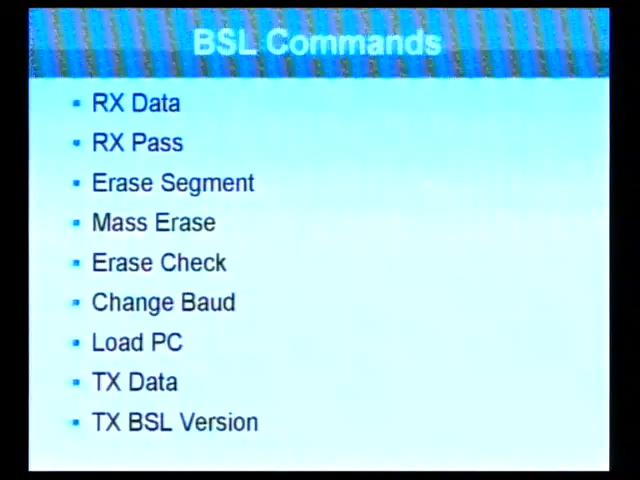 BSL Commands
RX Data
RX Pass
Erase Segment
Mass Erase
Erase Check
Change Baud
Load PC
TX Data
TX BSL Version